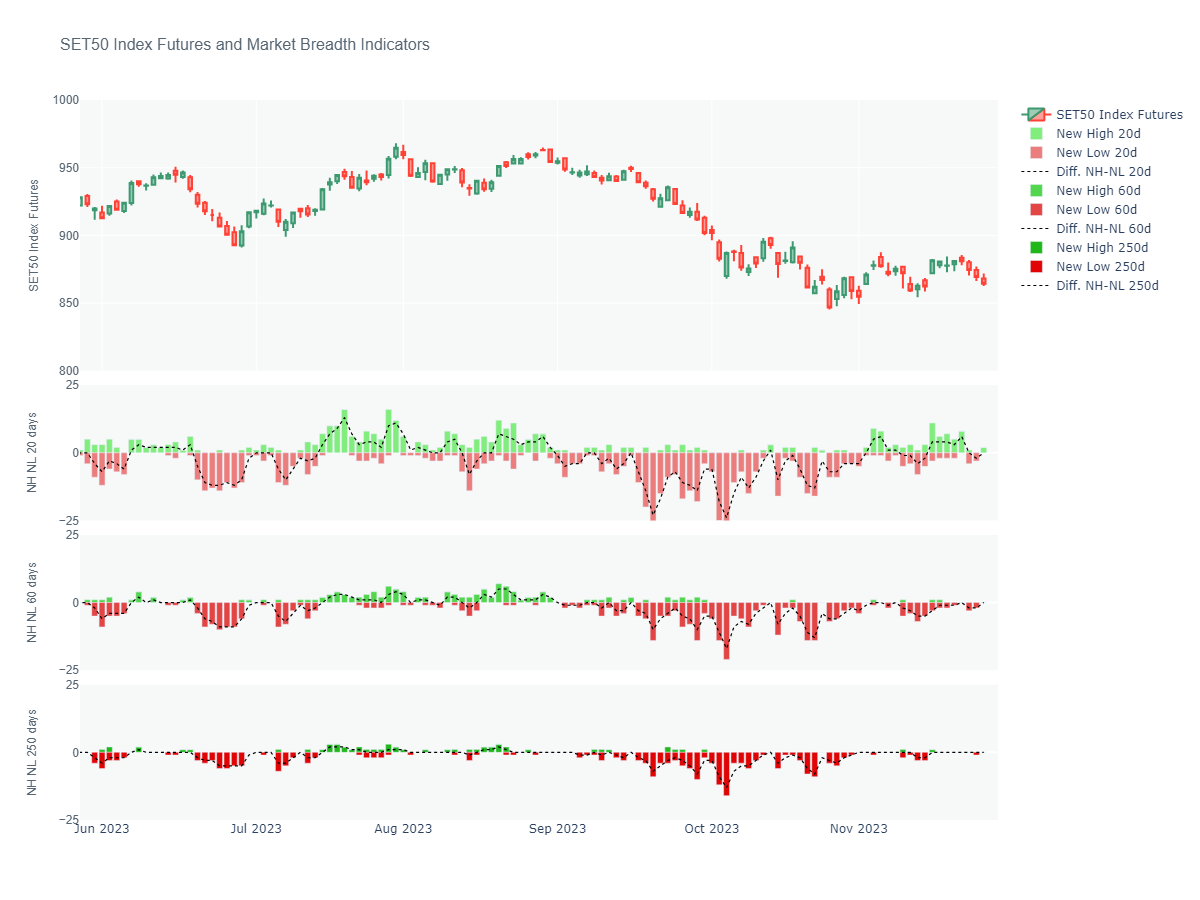 SET50 Index Futures and Market Breadth Indicators
1000
950
900
850
800
SET50 Index Futures
SET50 Index Futures
New High 20d
New Low 20d
Diff. NH-NL 20d
New High 60d
New Low 60d
Diff. NH-NL 60d
New High 250d
New Low 250d
Diff. NH-NL 250d
25
0
−25
NH NL 20 days
25
0
−25
NH NL 60 days
25
0
−25
NH NL 250 days
Jun 2023
Jul 2023
Aug 2023
Sep 2023
Oct 2023
Nov 2023